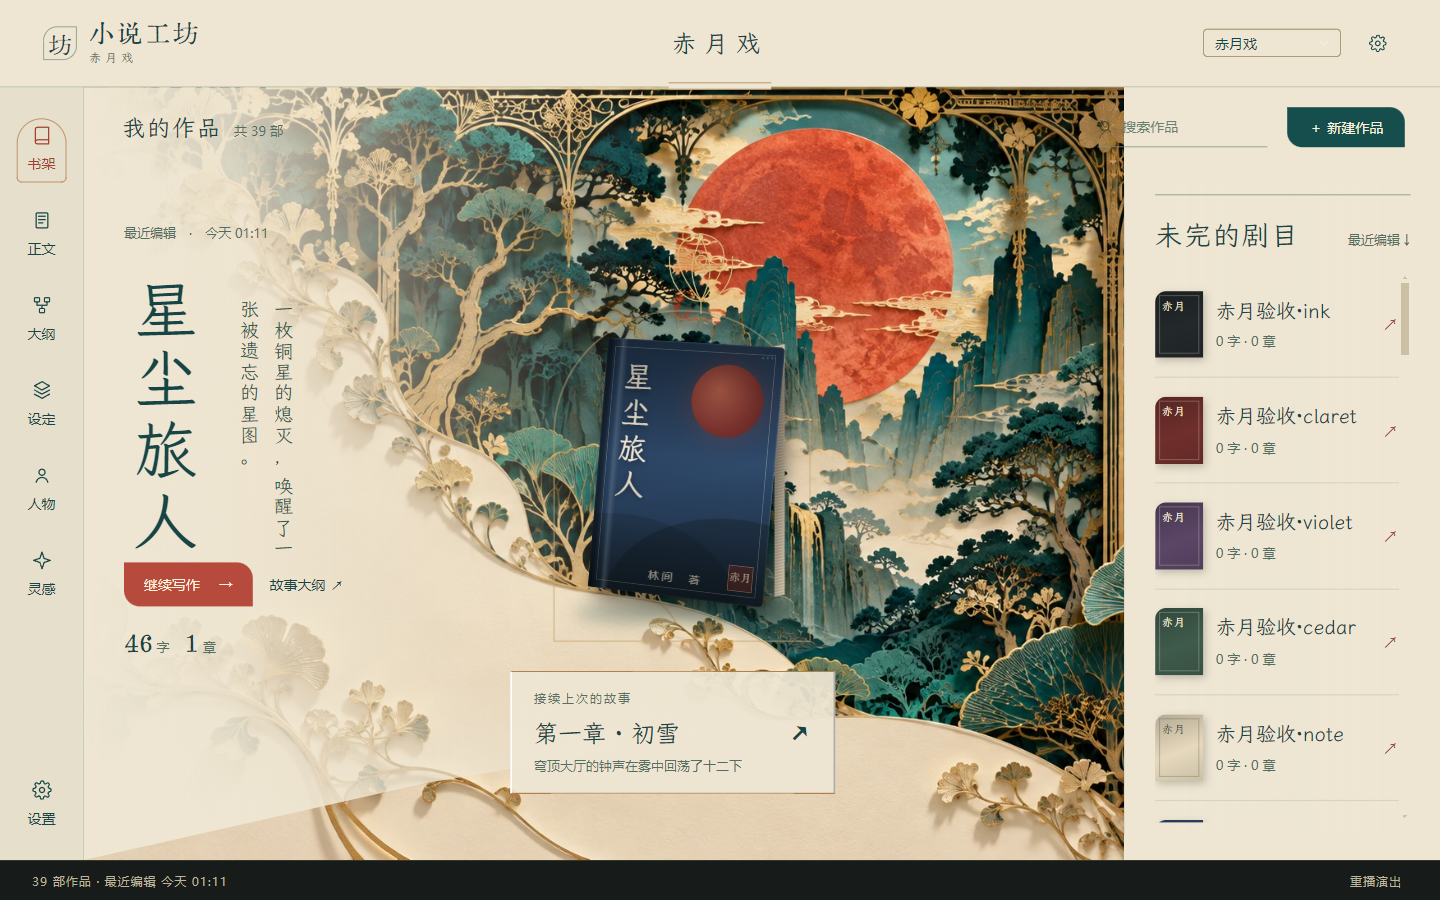 坊
小说工坊
赤月戏
赤月戏
赤月戏
书架
正文
大纲
设定
人物
灵感
设置
我的作品 共 39 部
搜索作品
+ 新建作品
最近编辑 · 今天 01:11
星尘旅人
一枚铜星的熄灭，唤醒了一
张被遗忘的星图。
继续写作 →
故事大纲 ↗
46 字 1 章
星尘旅人
林间 著
赤月
接续上次的故事
第一章·初雪
穹顶大厅的钟声在雾中回荡了十二下
未完的剧目
最近编辑↓
赤月
赤月验收·ink
0 字 · 0 章
赤月
赤月验收·claret
0 字 · 0 章
赤月
赤月验收·violet
0 字 · 0 章
赤月
赤月验收·cedar
0 字 · 0 章
赤月
赤月验收·note
0 字 · 0 章
39 部作品 · 最近编辑 今天 01:11
重播演出